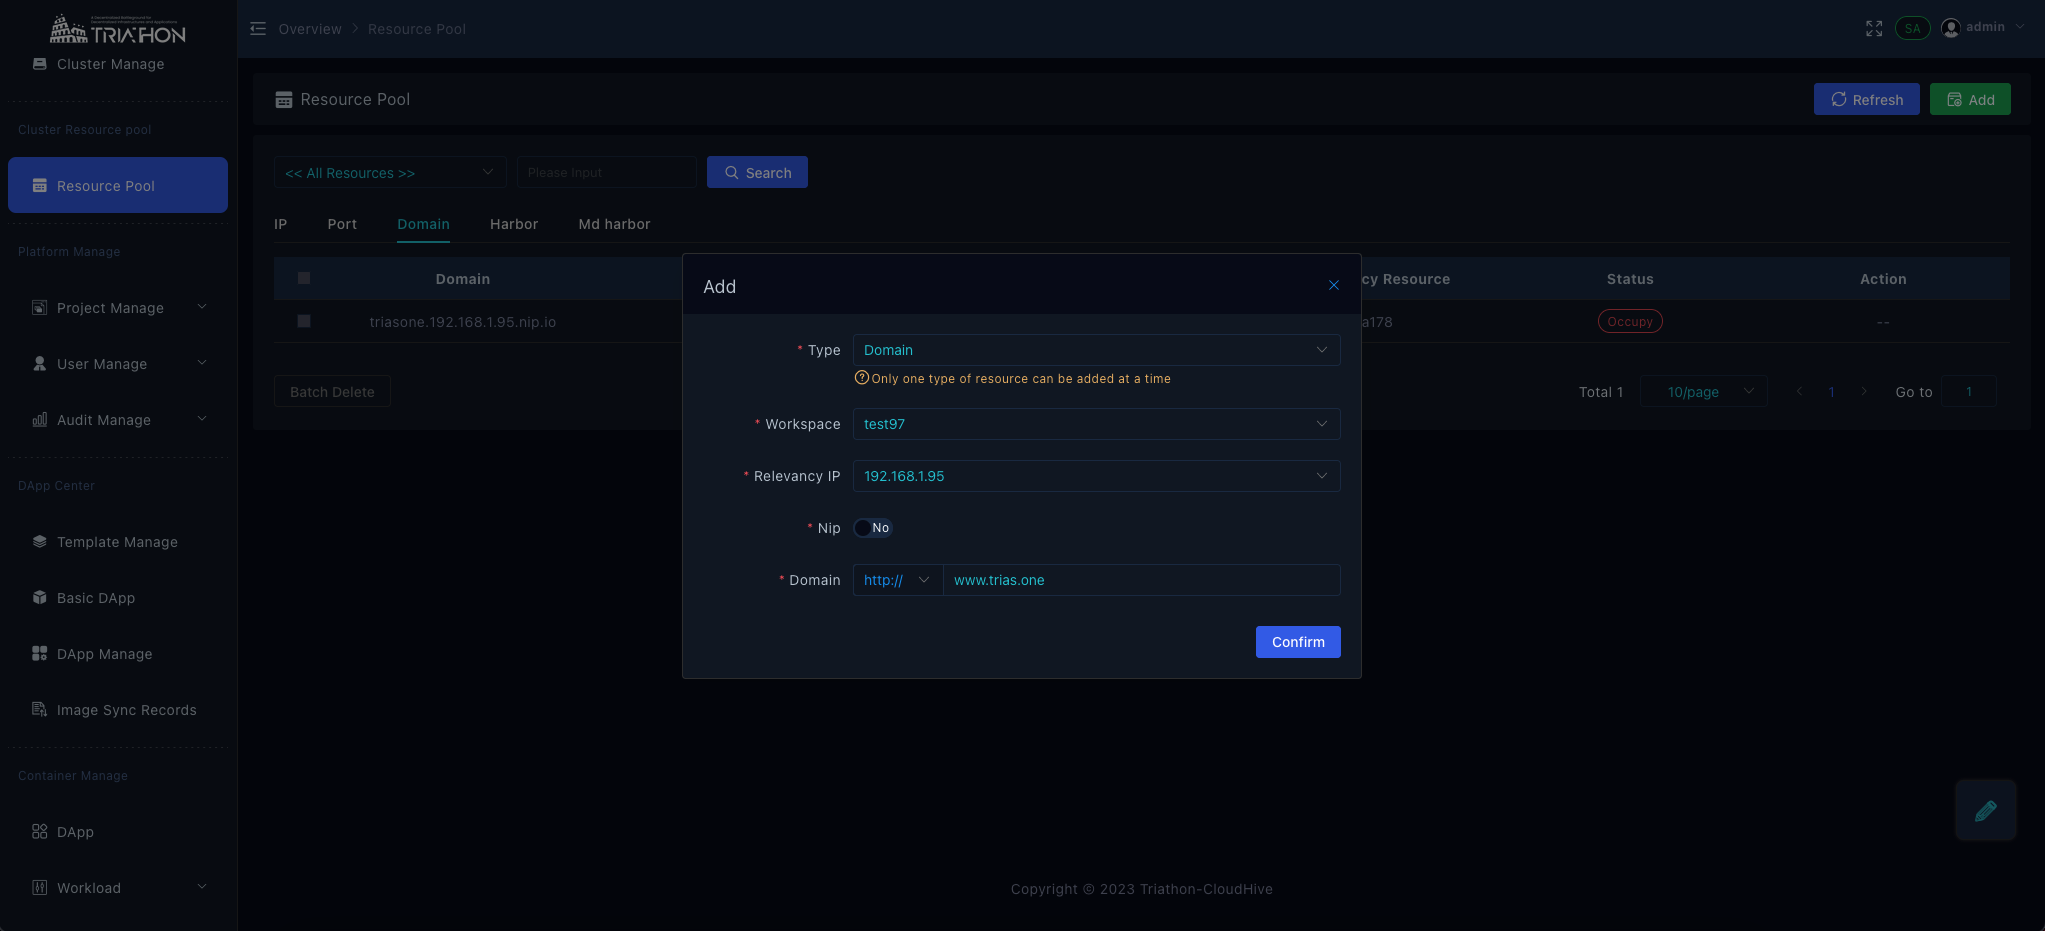 TRIATHON
Cluster Manage
Cluster Resource pool
Resource Pool
Platform Manage
Project Manage
User Manage
Audit Manage
DApp Center
Template Manage
Basic DApp
DApp Manage
Image Sync Records
Container Manage
DApp
Workload
Overview > Resource Pool
SA admin
Resource Pool
Refresh Add
<< All Resources >> Please Input Search
IP Port Domain Harbor Md harbor
Domain cy Resource Status Action
triasone.192.168.1.95.nip.io a178 Occupy --
Batch Delete Total 1 10/page < 1 > Go to 1
Add
* Type Domain
Only one type of resource can be added at a time
* Workspace test97
* Relevancy IP 192.168.1.95
* Nip No
* Domain http:// www.trias.one
Confirm
Copyright © 2023 Triathon-CloudHive